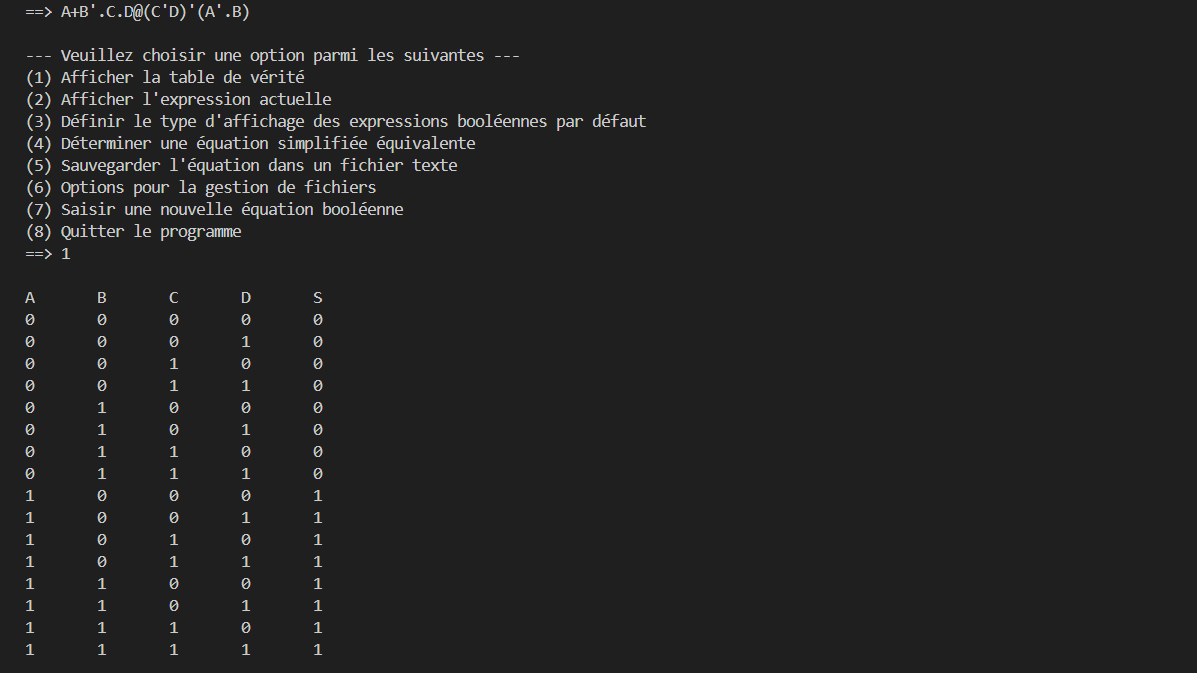 ==> A+B'.C.D@(C'D)'(A'.B)
--- Veuillez choisir une option parmi les suivantes ---
(1) Afficher la table de vérité
(2) Afficher l'expression actuelle
(3) Définir le type d'affichage des expressions booléennes par défaut
(4) Déterminer une équation simplifiée équivalente
(5) Sauvegarder l'équation dans un fichier texte
(6) Options pour la gestion de fichiers
(7) Saisir une nouvelle équation booléenne
(8) Quitter le programme
==> 1
A B C D S
0 0 0 0 0
0 0 0 1 0
0 0 1 0 0
0 0 1 1 0
0 1 0 0 0
0 1 0 1 0
0 1 1 0 0
0 1 1 1 0
1 0 0 0 1
1 0 0 1 1
1 0 1 0 1
1 0 1 1 1
1 1 0 0 1
1 1 0 1 1
1 1 1 0 1
1 1 1 1 1